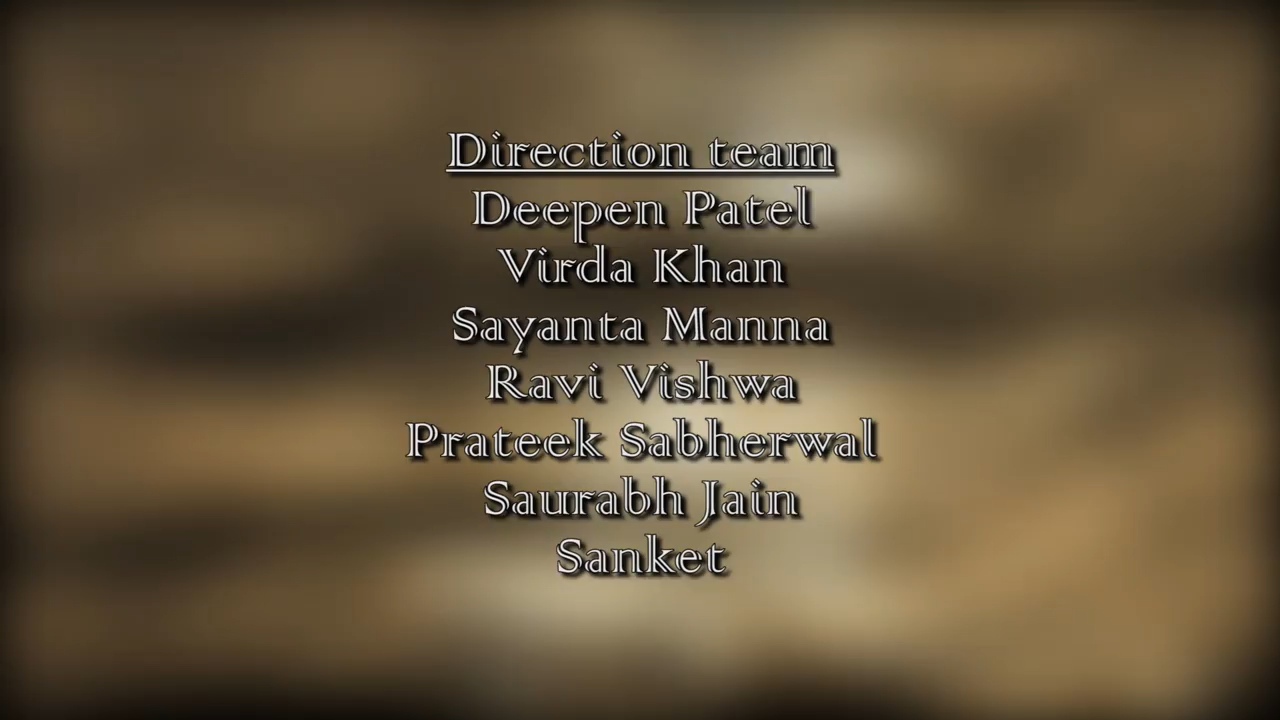 Direction team
Deepen Patel
Virda Khan
Sayanta Manna
Ravi Vishwa
Prateek Sabherwal
Saurabh Jain
Sanket